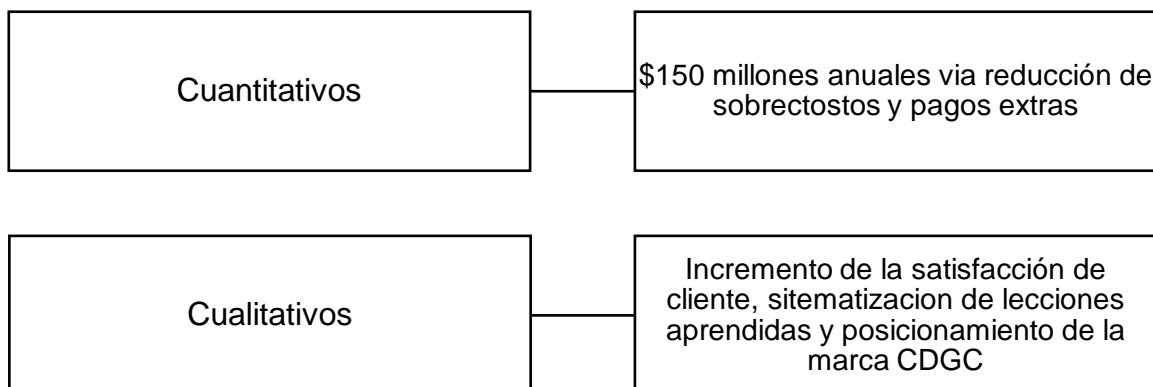 Cuantitativos
$150 millones anuales via reducción de
sobrectostos y pagos extras
Cualitativos
Incremento de la satisfacción de
cliente, sitematizacion de lecciones
aprendidas y posicionamiento de la
marca CDGC